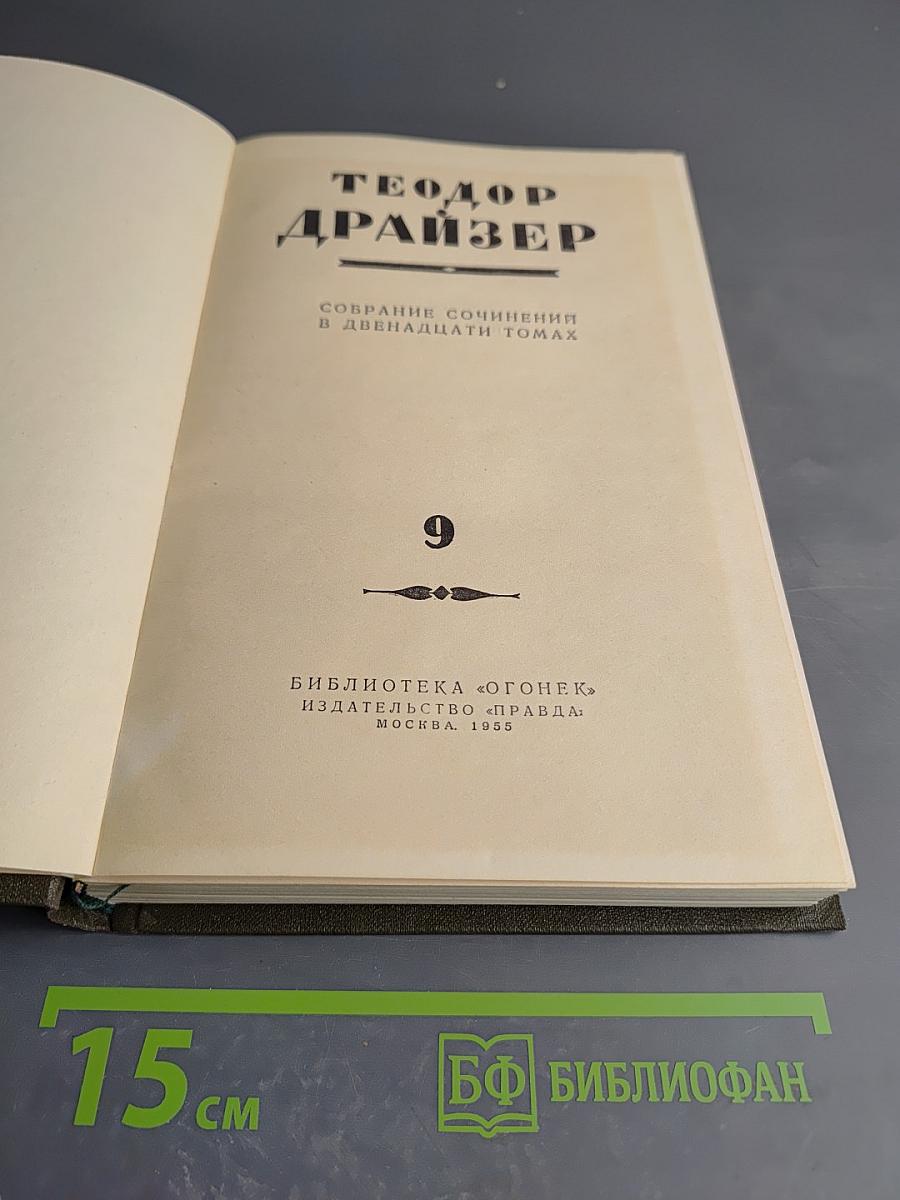 ТЕОДОР
ДРАЙЗЕР
СОБРАНИЕ СОЧИНЕНИЙ
В ДВЕНАДЦАТИ ТОМАХ
9
БИБЛИОТЕКА «ОГОНЕК»
ИЗДАТЕЛЬСТВО «ПРАВДА»
МОСКВА. 1955
15 СМ
БФ БИБЛИОФАН